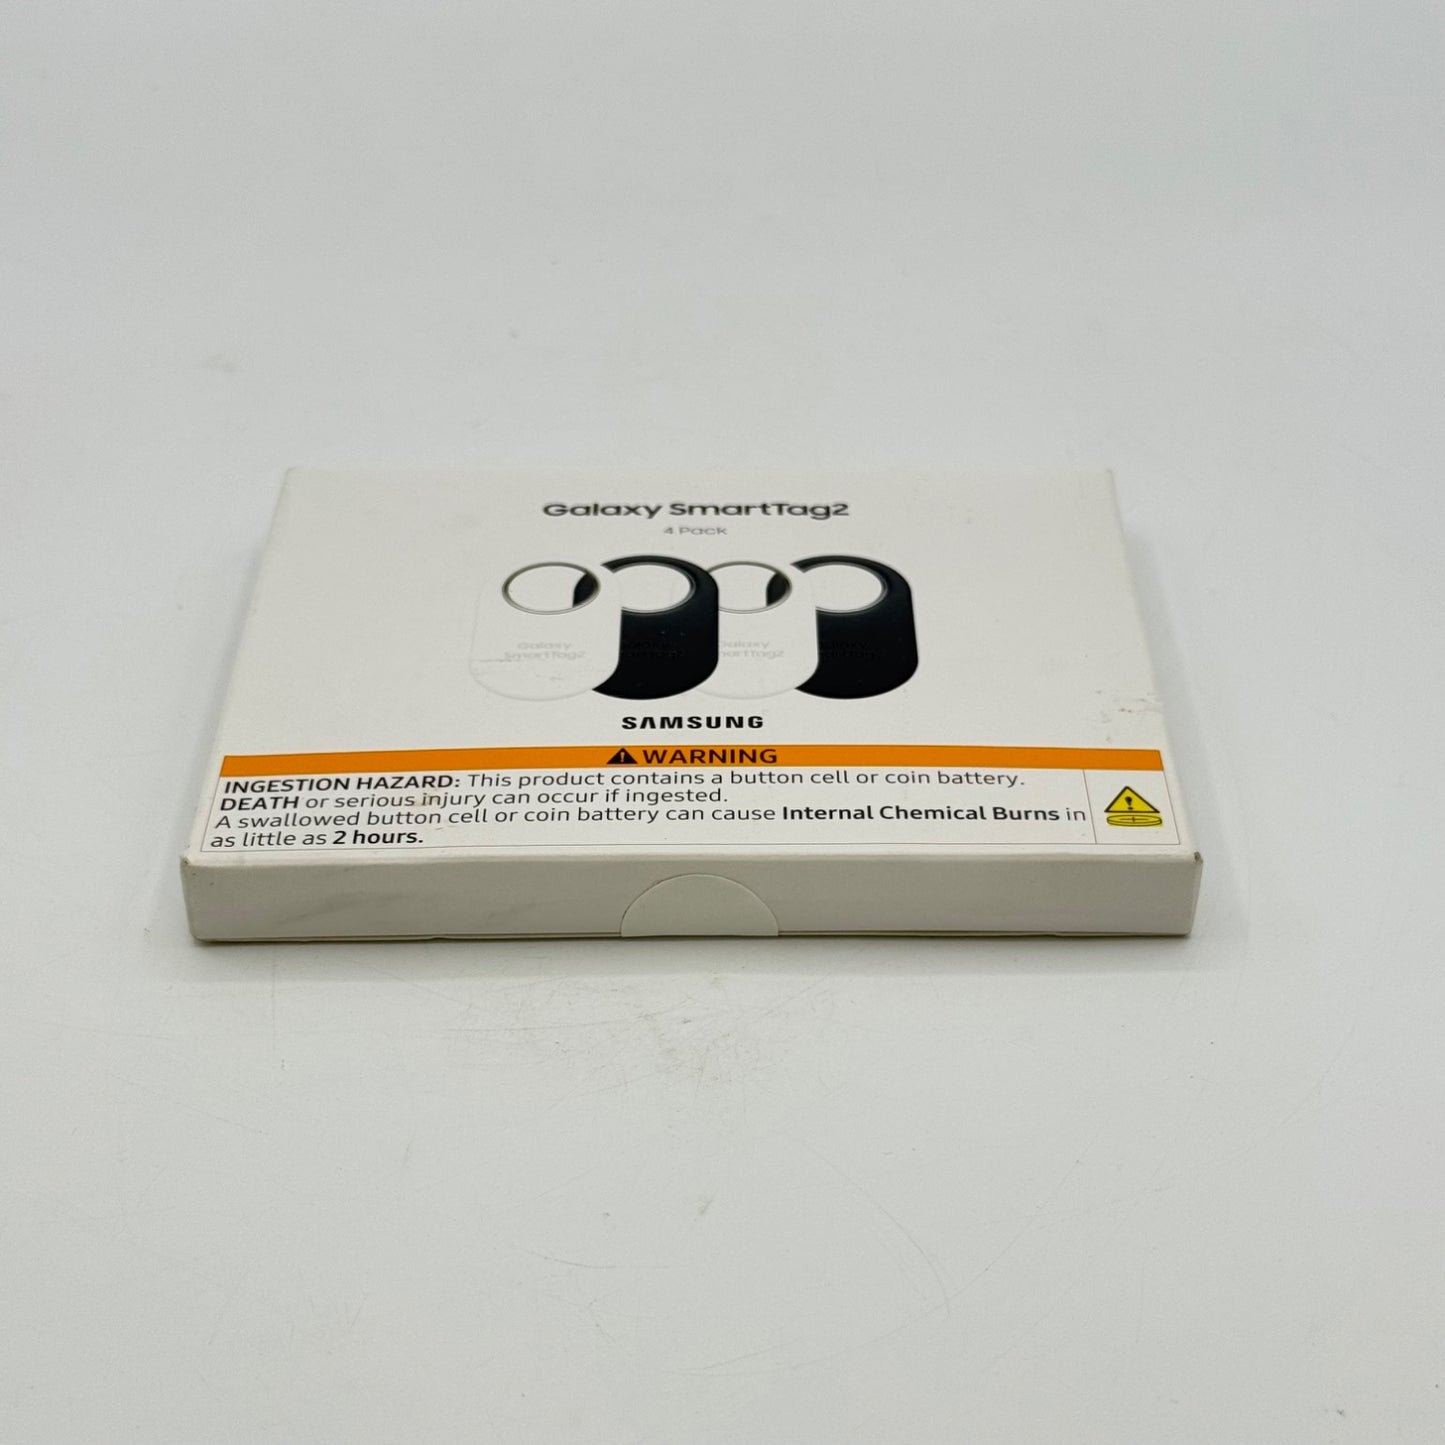 Galaxy SmartTag2
4 Pack
Galaxy
SmartTag2
SAMSUNG
WARNING
INGESTION HAZARD: This product contains a button cell or coin battery.
DEATH or serious injury can occur if ingested.
A swallowed button cell or coin battery can cause Internal Chemical Burns in
as little as 2 hours.